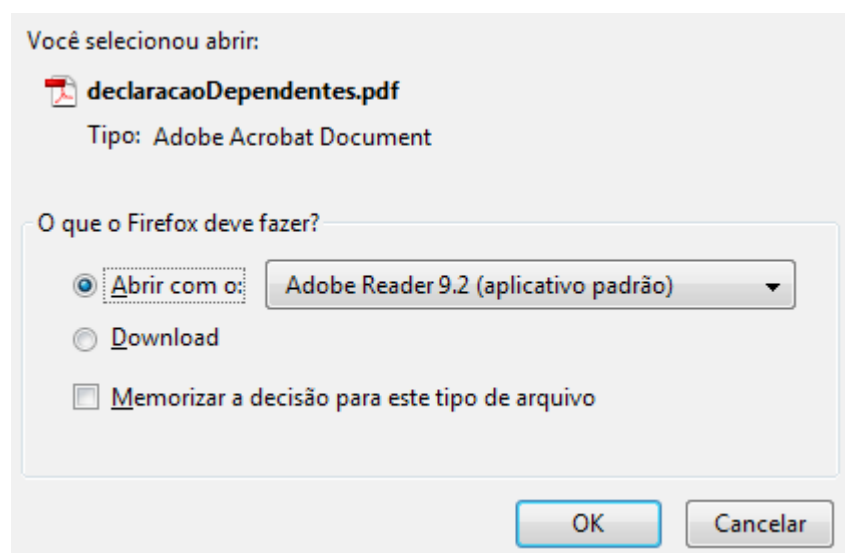 Você selecionou abrir:
declaracaoDependentes.pdf
Tipo: Adobe Acrobat Document
O que o Firefox deve fazer?
Abrir com o: Adobe Reader 9.2 (aplicativo padrão)
Download
Memorizar a decisão para este tipo de arquivo
OK Cancelar